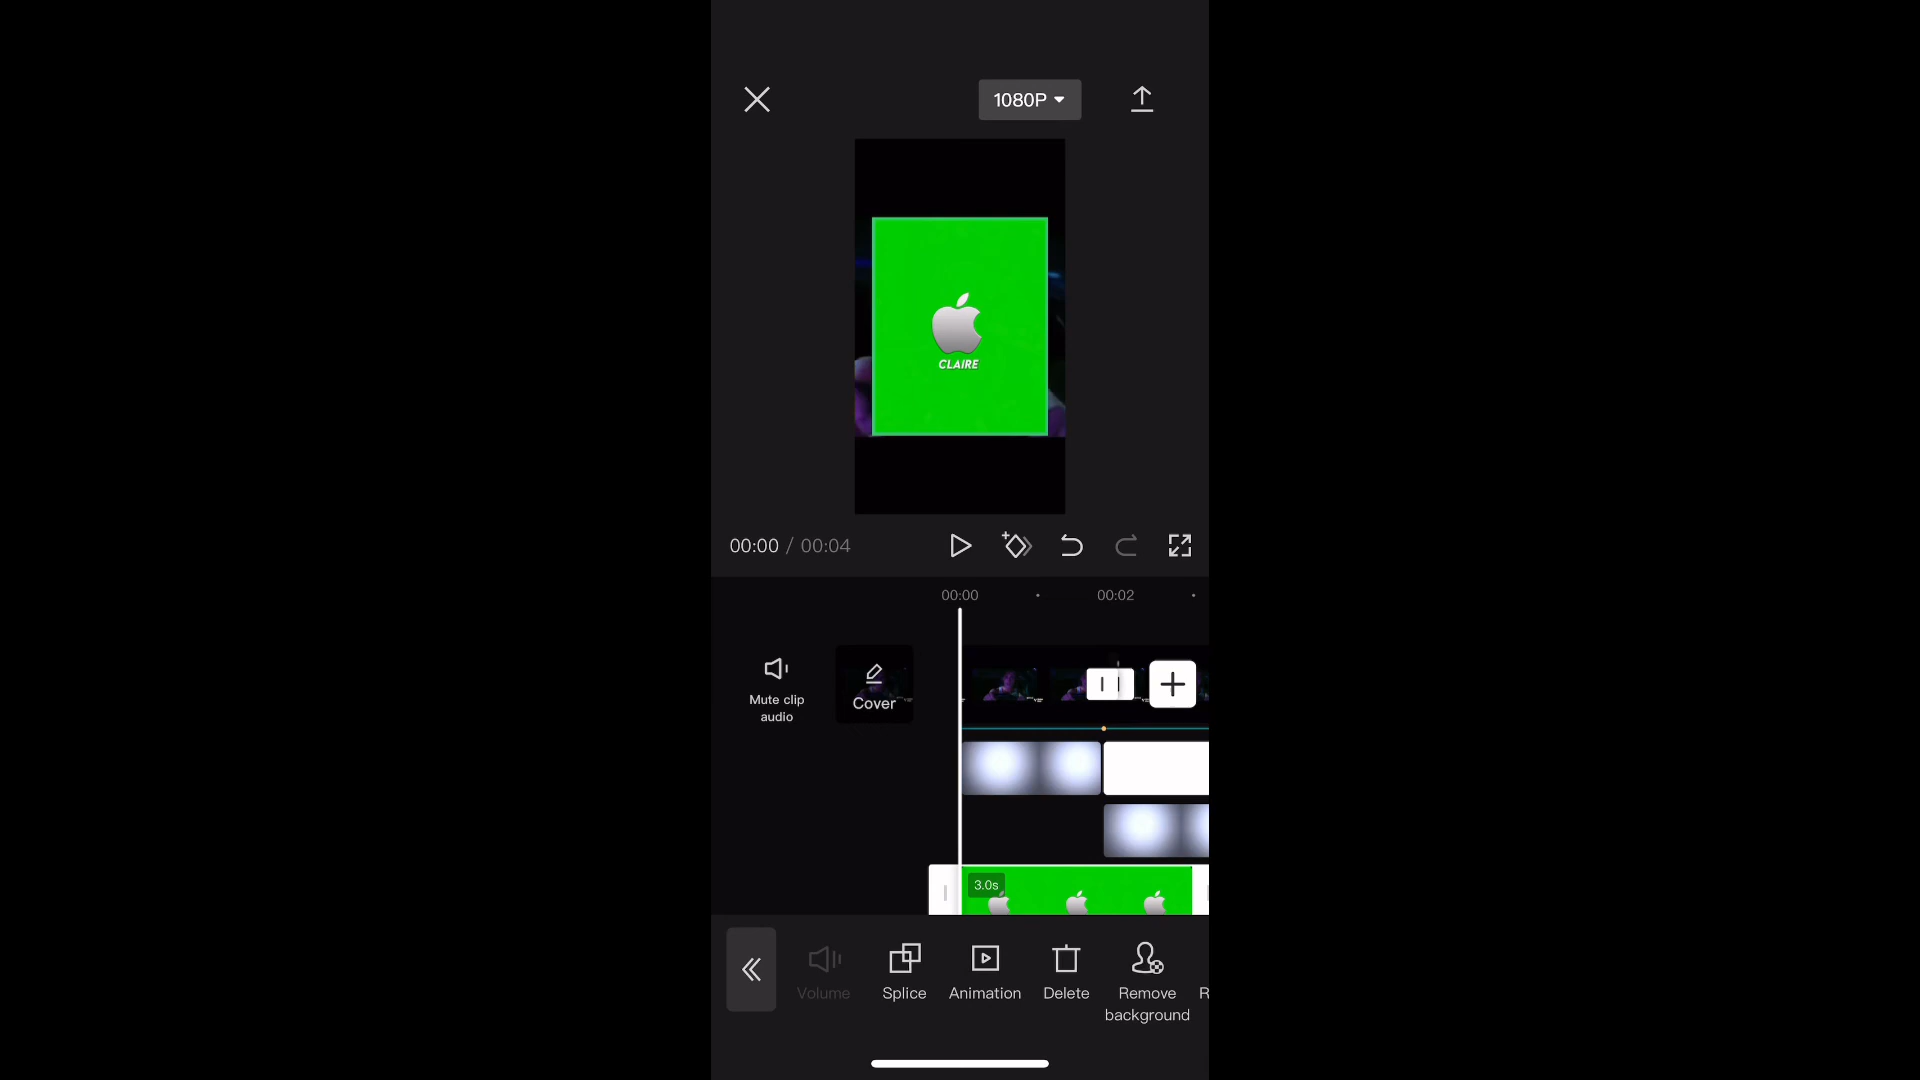 1080P
CLAIRE
00:00 / 00:04
00:00
00:02
Mute clip
audio
Cover
3.0s
Volume
Splice
Animation
Delete
Remove
background
R